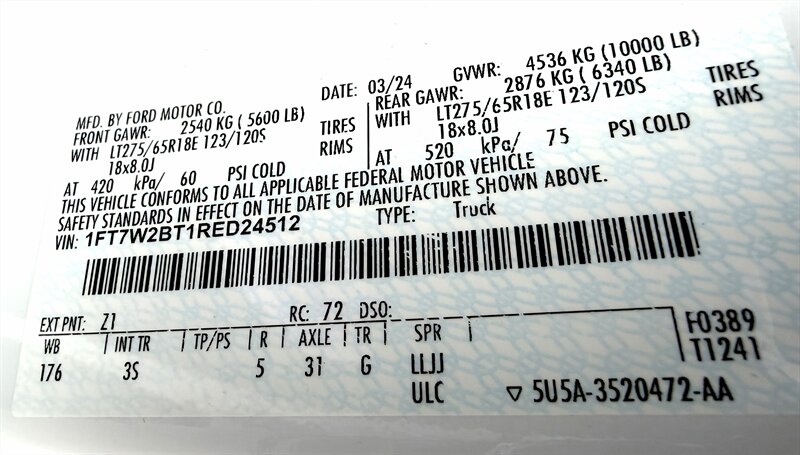 MFD. BY FORD MOTOR CO.
DATE: 03/24
GVWR: 4536 KG (10000 LB)
FRONT GAWR: 2540 KG ( 5600 LB)
WITH LT275/65R18E 123/120S TIRES
18x8.0J RIMS
AT 420 kPa/ 60 PSI COLD
REAR GAWR: 2876 KG ( 6340 LB)
WITH LT275/65R18E 123/120S TIRES
18x8.0J RIMS
AT 520 kPa/ 75 PSI COLD
THIS VEHICLE CONFORMS TO ALL APPLICABLE FEDERAL MOTOR VEHICLE
SAFETY STANDARDS IN EFFECT ON THE DATE OF MANUFACTURE SHOWN ABOVE.
VIN: 1FT7W2BT1RED24512 TYPE: Truck
EXT PNT: Z1 RC: 72 DSO:
WB INT TR TP/PS R AXLE TR SPR
176 3S 5 31 G LLJJ
ULC
F0389
T1241
▽ 5U5A-3520472-AA